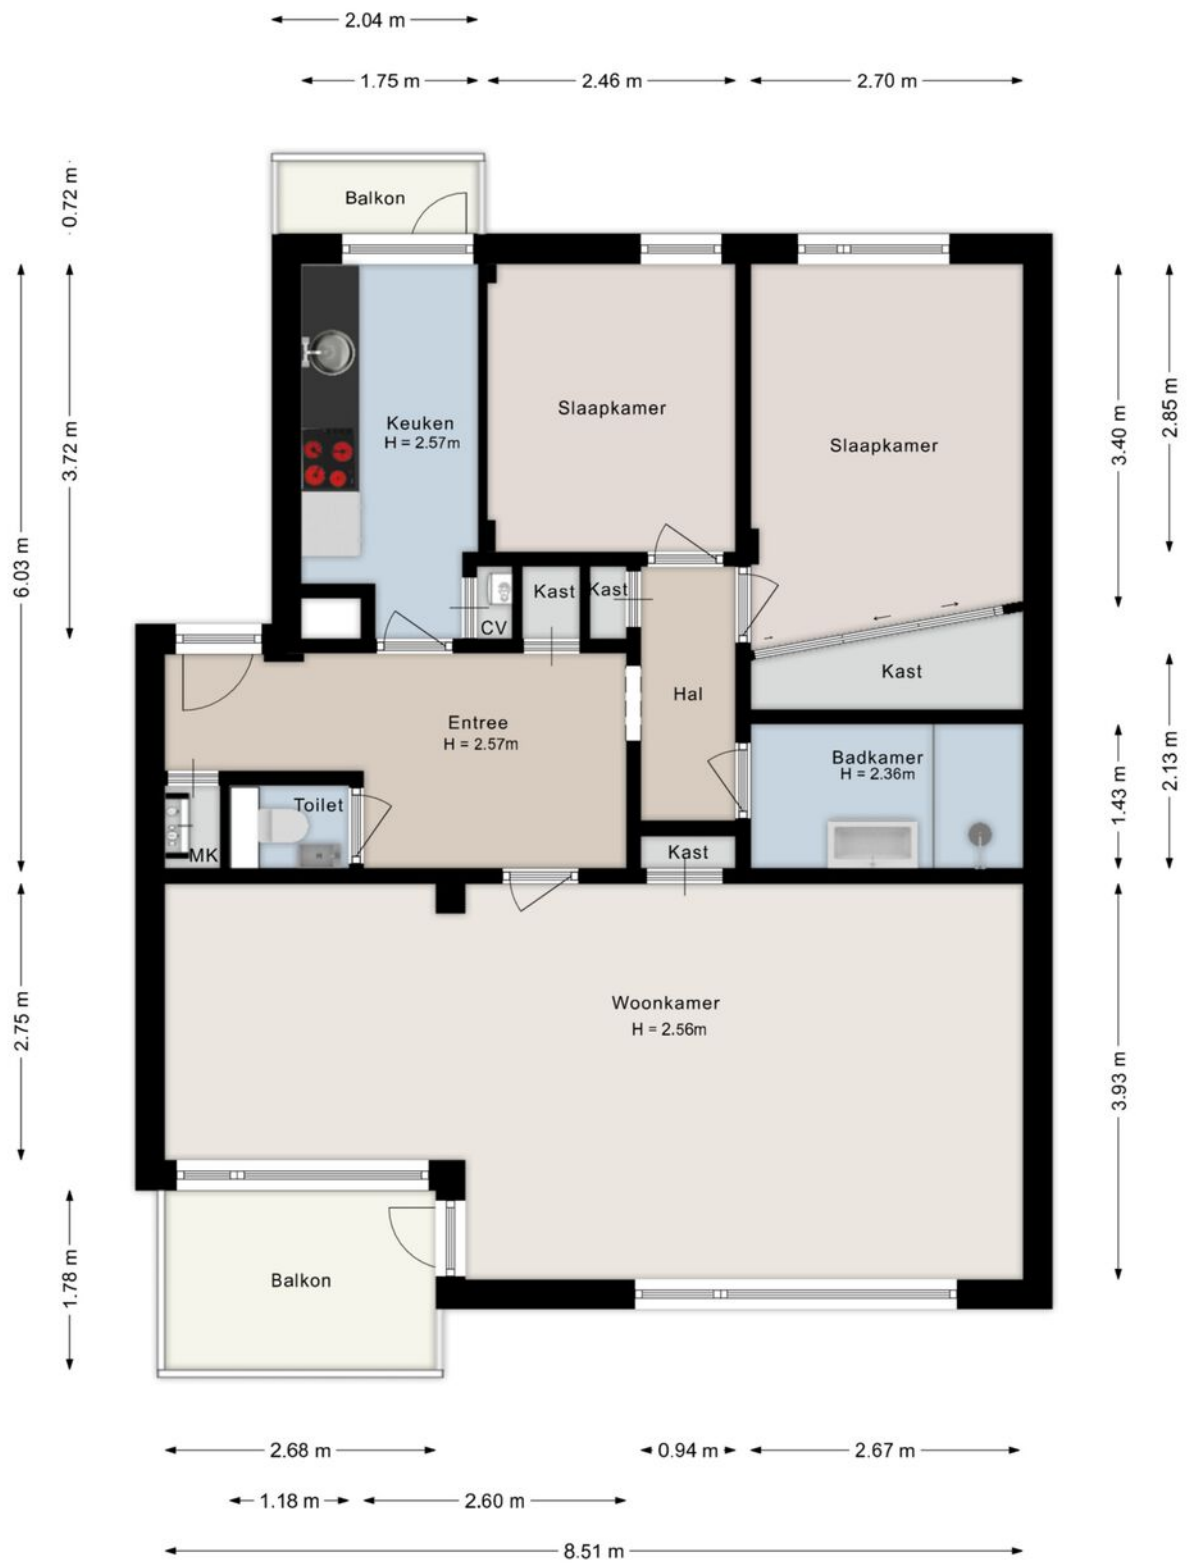 2.04 m
1.75 m
2.46 m
2.70 m
0.72 m
Balkon
Keuken
H = 2.57m
Slaapkamer
Slaapkamer
3.72 m
6.03 m
3.40 m
2.85 m
Kast
Kast
CV
Kast
Hal
Entree
H = 2.57m
Badkamer
H = 2.36m
Toilet
MK
Kast
1.43 m
2.13 m
Woonkamer
H = 2.56m
2.75 m
3.93 m
Balkon
1.78 m
2.68 m
0.94 m
2.67 m
1.18 m
2.60 m
8.51 m